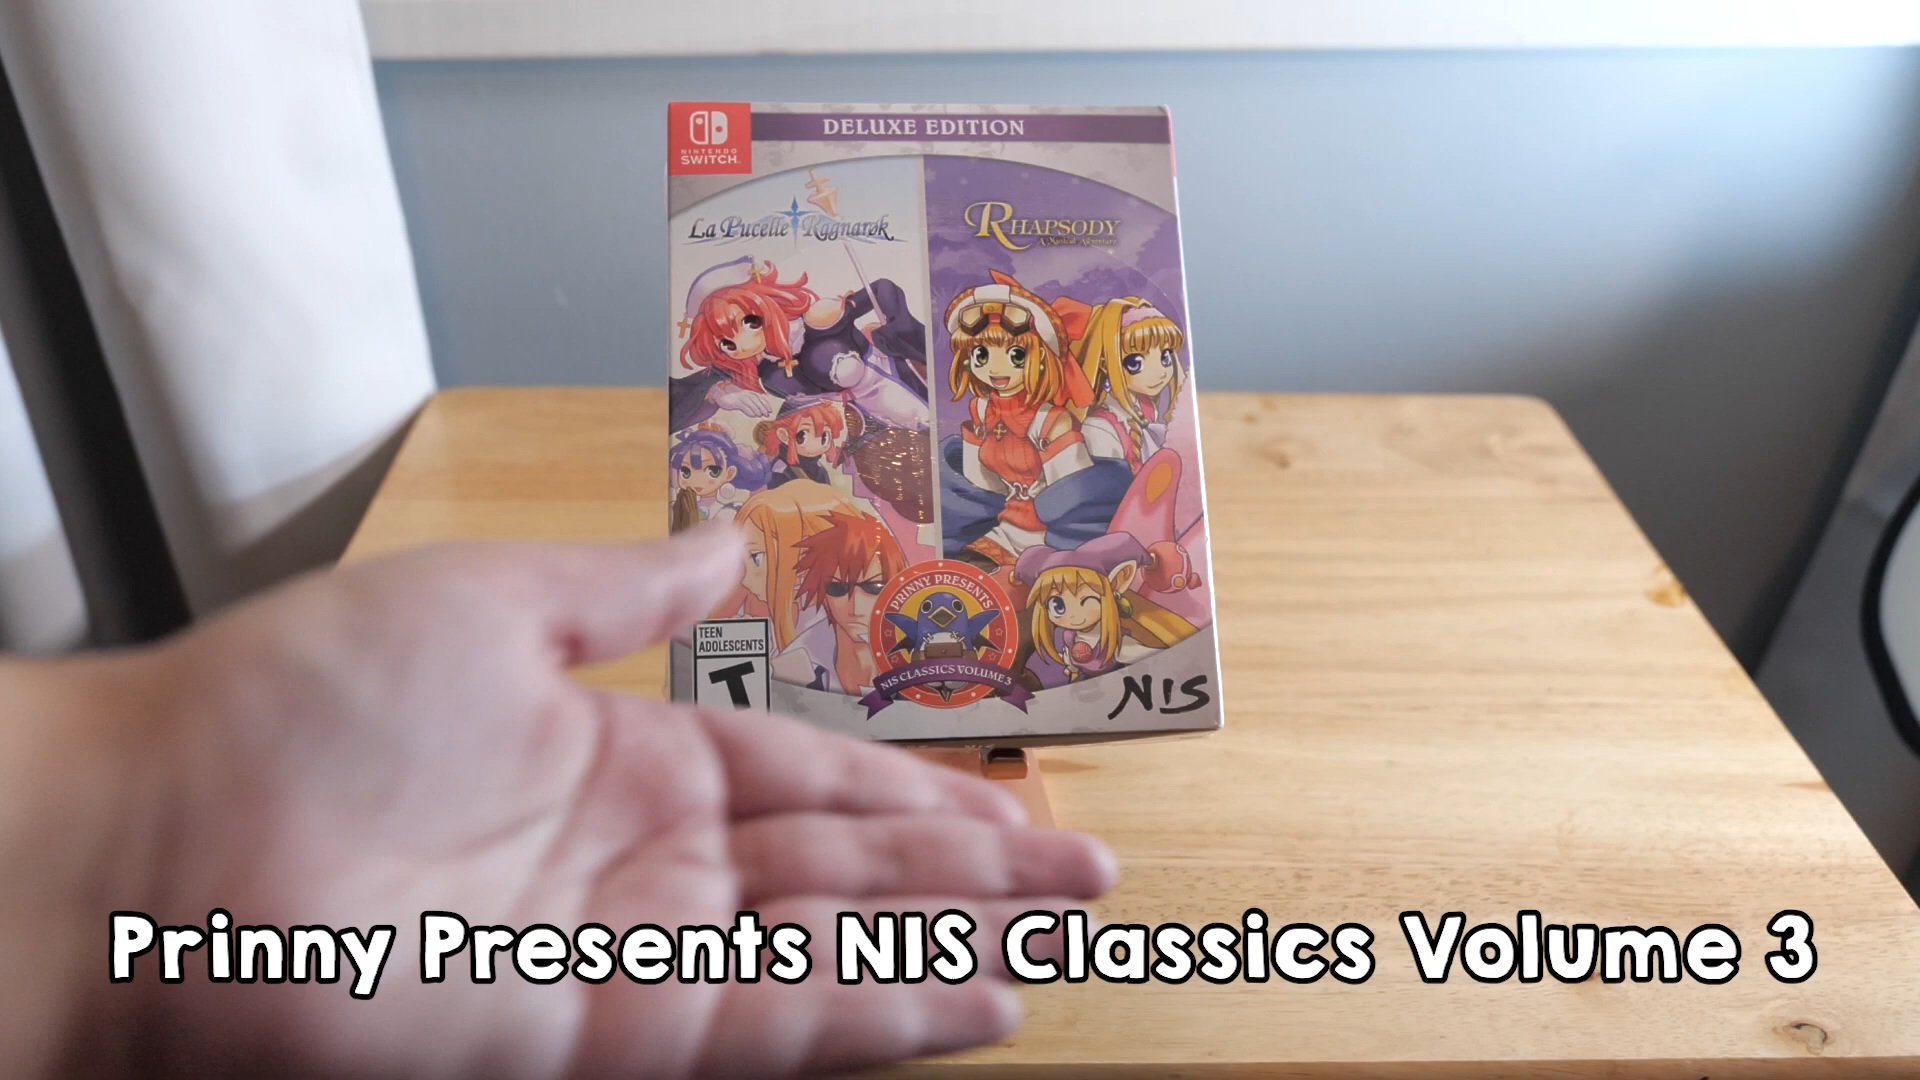 NINTENDO
SWITCH
DELUXE EDITION
La Pucelle Ragnarøk
RHAPSODY
A Musical Adventure
TEEN
ADOLESCENTS
T
PRINNY PRESENTS
NIS CLASSICS VOLUME 3
NIS
Prinny Presents NIS Classics Volume 3